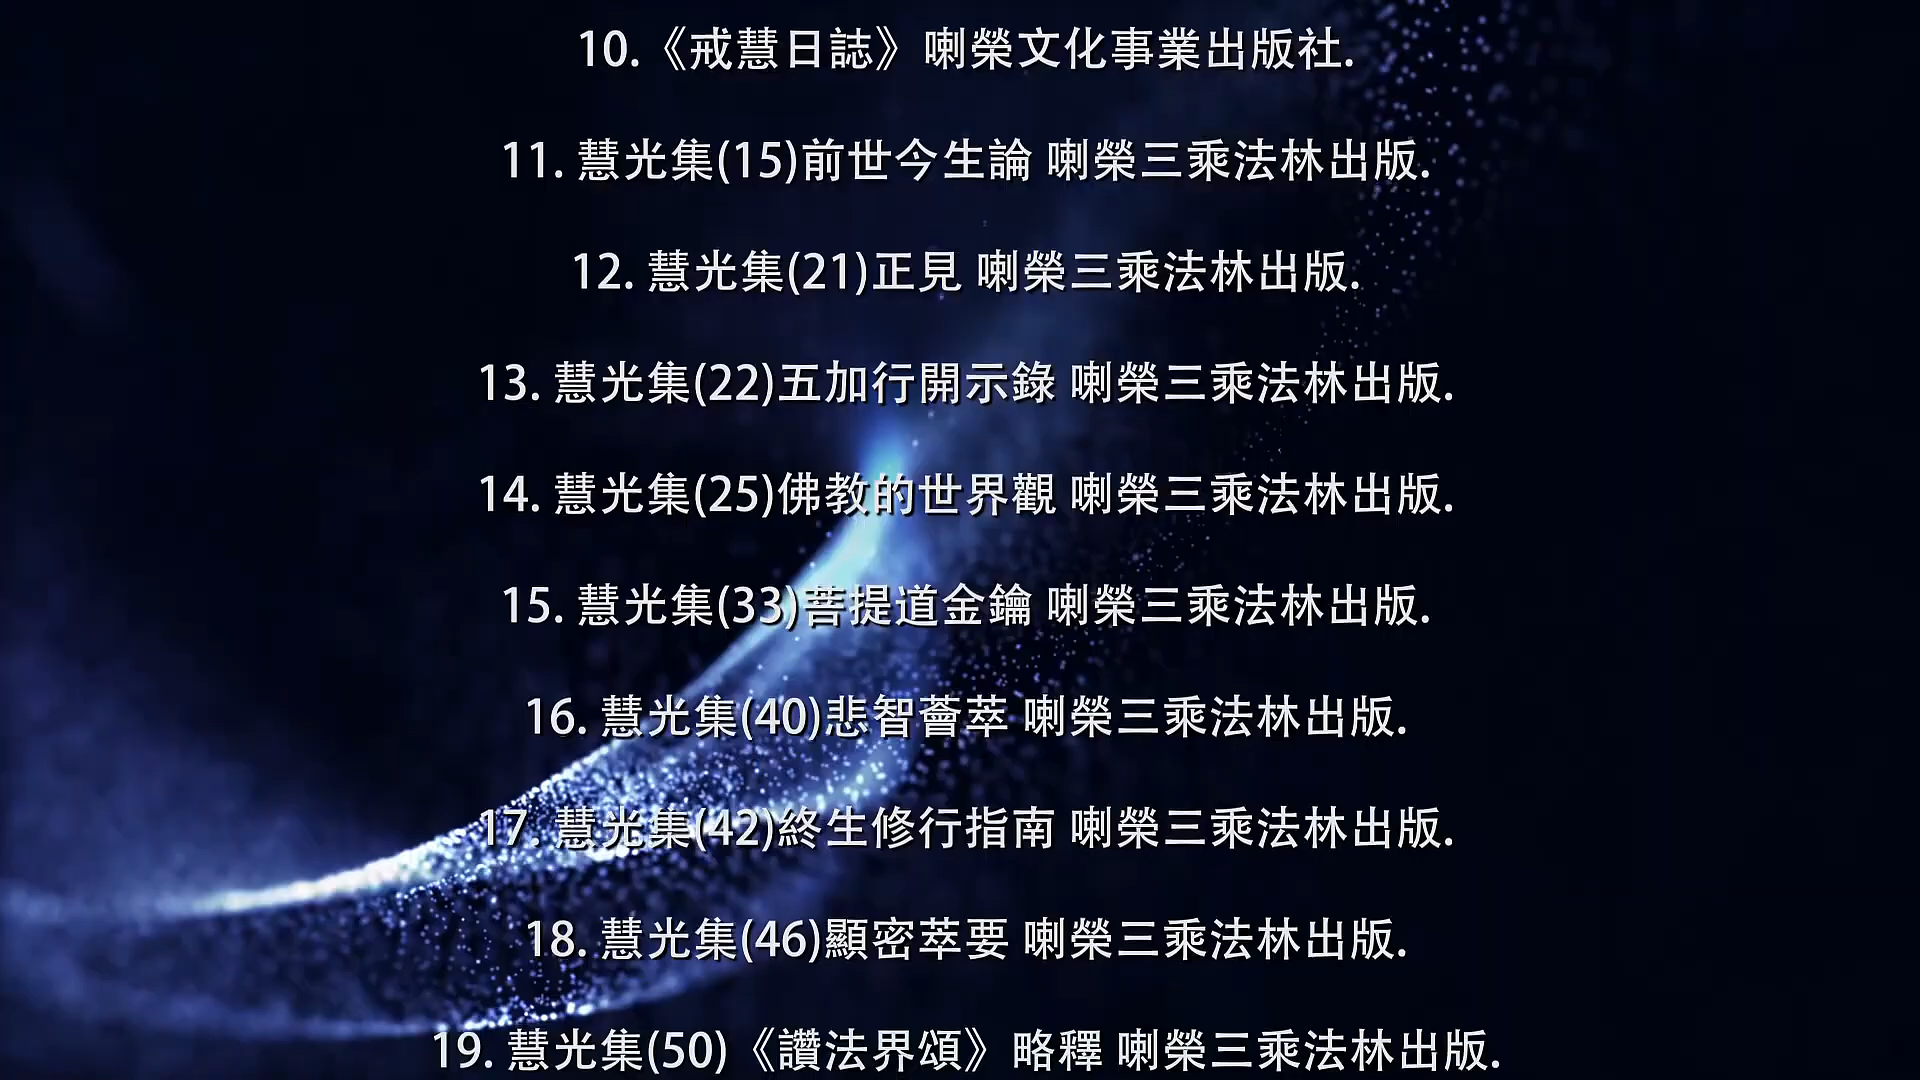 10.《戒慧日誌》喇榮文化事業出版社.
11. 慧光集(15)前世今生論 喇榮三乘法林出版.
12. 慧光集(21)正見 喇榮三乘法林出版.
13. 慧光集(22)五加行開示錄 喇榮三乘法林出版.
14. 慧光集(25)佛教的世界觀 喇榮三乘法林出版.
15. 慧光集(33)菩提道金鑰 喇榮三乘法林出版.
16. 慧光集(40)悲智薈萃 喇榮三乘法林出版.
17. 慧光集(42)終生修行指南 喇榮三乘法林出版.
18. 慧光集(46)顯密萃要 喇榮三乘法林出版.
19. 慧光集(50)《讚法界頌》略釋 喇榮三乘法林出版.